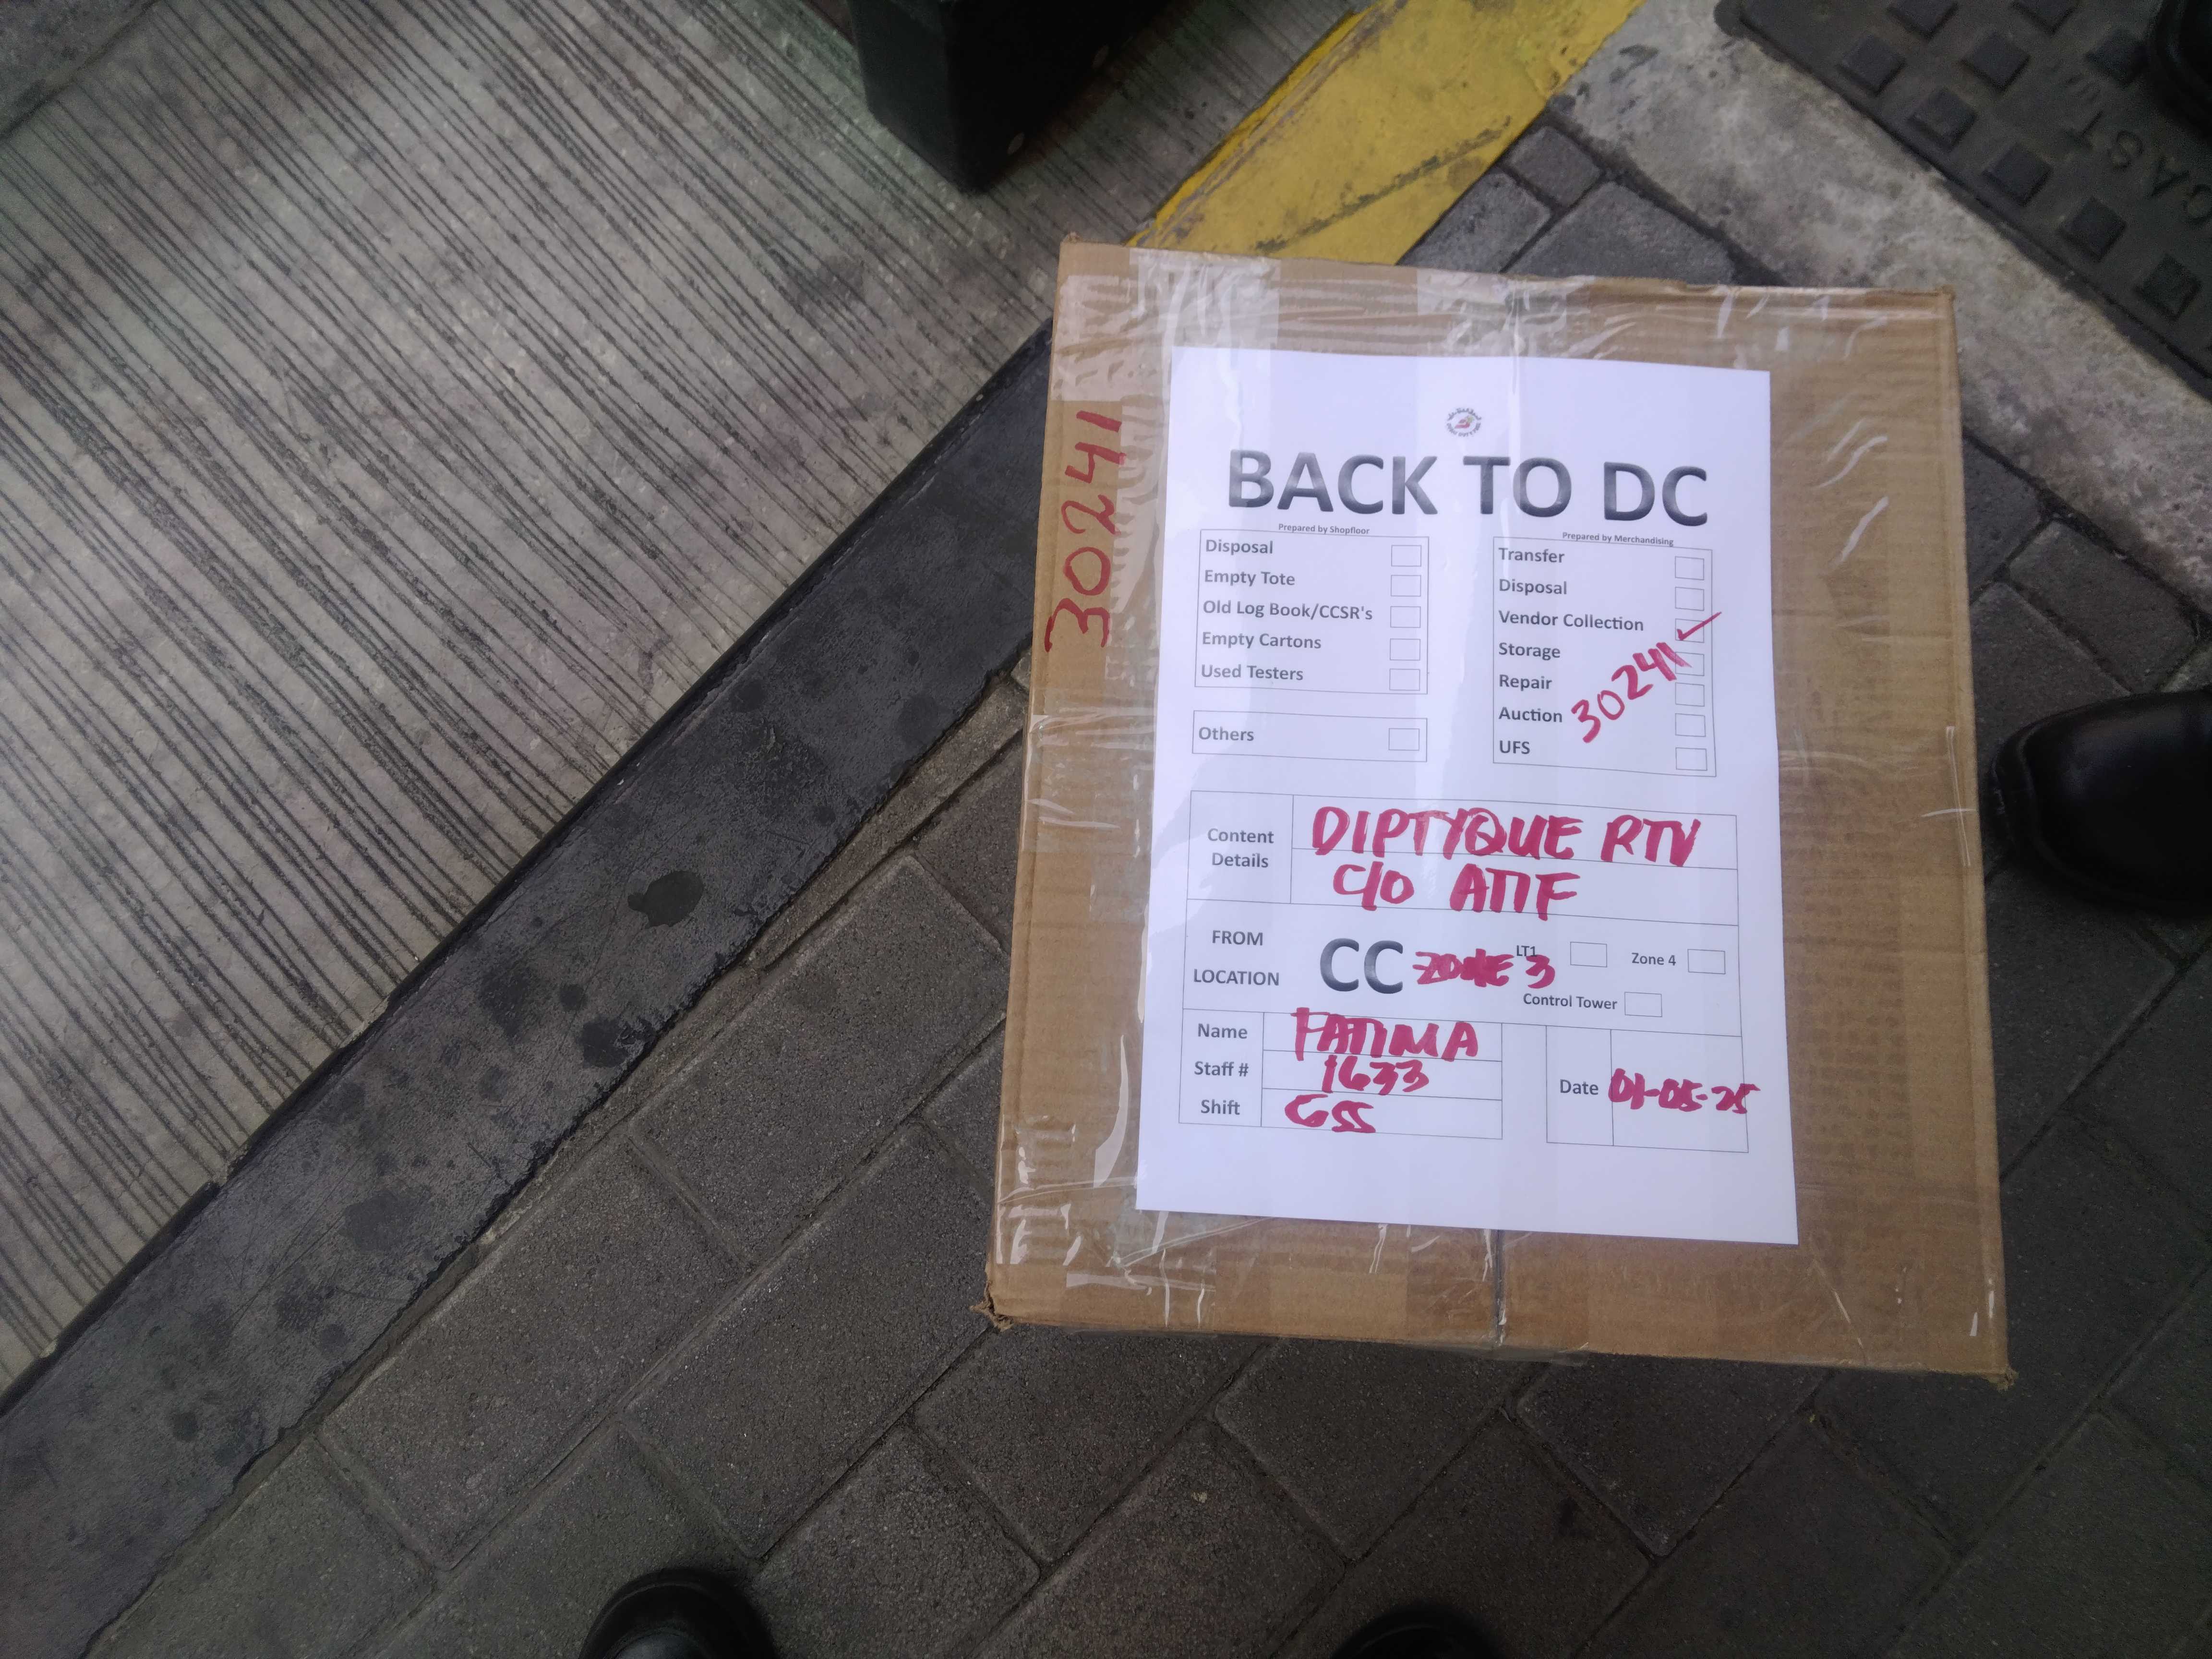 30241
BACK TO DC
Prepared by Shopfloor
Disposal
Empty Tote
Old Log Book/CCSR's
Empty Cartons
Used Testers
Others
Prepared by Merchandising
Transfer
Disposal
Vendor Collection
Storage
Repair
Auction
UFS
30241
Content
Details
DIPTYQUE RTV
C/O ATIF
FROM
LOCATION
CC ZONE 3
LT1
Zone 4
Control Tower
Name FATIMA
Staff # 1633
Shift GSS
Date 01-05-25